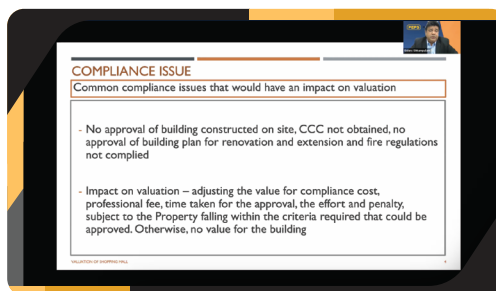 COMPLIANCE ISSUE
Common compliance issues that would have an impact on valuation
- No approval of building constructed on site, CCC not obtained, no
approval of building plan for renovation and extension and fire regulations
not complied
- Impact on valuation – adjusting the value for compliance cost,
professional fee, time taken for the approval, the effort and penalty,
subject to the Property falling within the criteria required that could be
approved. Otherwise, no value for the building
VALUATION OF SHOPPING MALL